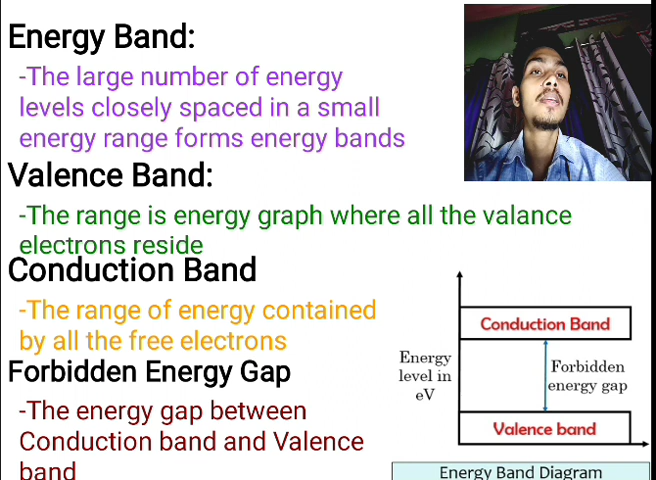 Energy Band:
-The large number of energy
levels closely spaced in a small
energy range forms energy bands
Valence Band:
-The range is energy graph where all the valance
electrons reside
Conduction Band
-The range of energy contained
by all the free electrons
Forbidden Energy Gap
-The energy gap between
Conduction band and Valence
band
Conduction Band
Energy
level in
eV
Forbidden
energy gap
Valence band
Energy Band Diagram